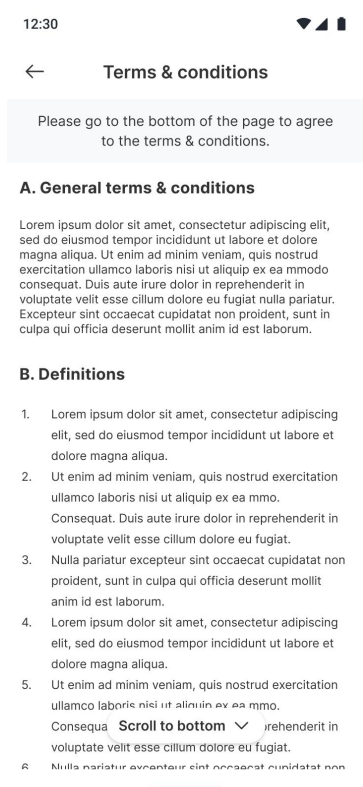 12:30
Terms & conditions
Please go to the bottom of the page to agree
to the terms & conditions.
A. General terms & conditions
Lorem ipsum dolor sit amet, consectetur adipiscing elit,
sed do eiusmod tempor incididunt ut labore et dolore
magna aliqua. Ut enim ad minim veniam, quis nostrud
exercitation ullamco laboris nisi ut aliquip ex ea mmodo
consequat. Duis aute irure dolor in reprehenderit in
voluptate velit esse cillum dolore eu fugiat nulla pariatur.
Excepteur sint occaecat cupidatat non proident, sunt in
culpa qui officia deserunt mollit anim id est laborum.
B. Definitions
1. Lorem ipsum dolor sit amet, consectetur adipiscing
elit, sed do eiusmod tempor incididunt ut labore et
dolore magna aliqua.
2. Ut enim ad minim veniam, quis nostrud exercitation
ullamco laboris nisi ut aliquip ex ea mmo.
Consequat. Duis aute irure dolor in reprehenderit in
voluptate velit esse cillum dolore eu fugiat.
3. Nulla pariatur excepteur sint occaecat cupidatat non
proident, sunt in culpa qui officia deserunt mollit
anim id est laborum.
4. Lorem ipsum dolor sit amet, consectetur adipiscing
elit, sed do eiusmod tempor incididunt ut labore et
dolore magna aliqua.
5. Ut enim ad minim veniam, quis nostrud exercitation
ullamco laboris nisi ut aliquip ex ea mmo.
Consequa Scroll to bottom prehenderit in
voluptate velit esse cillum dolore eu fugiat.
6. Nulla pariatur excepteur sint occaecat cupidatat non